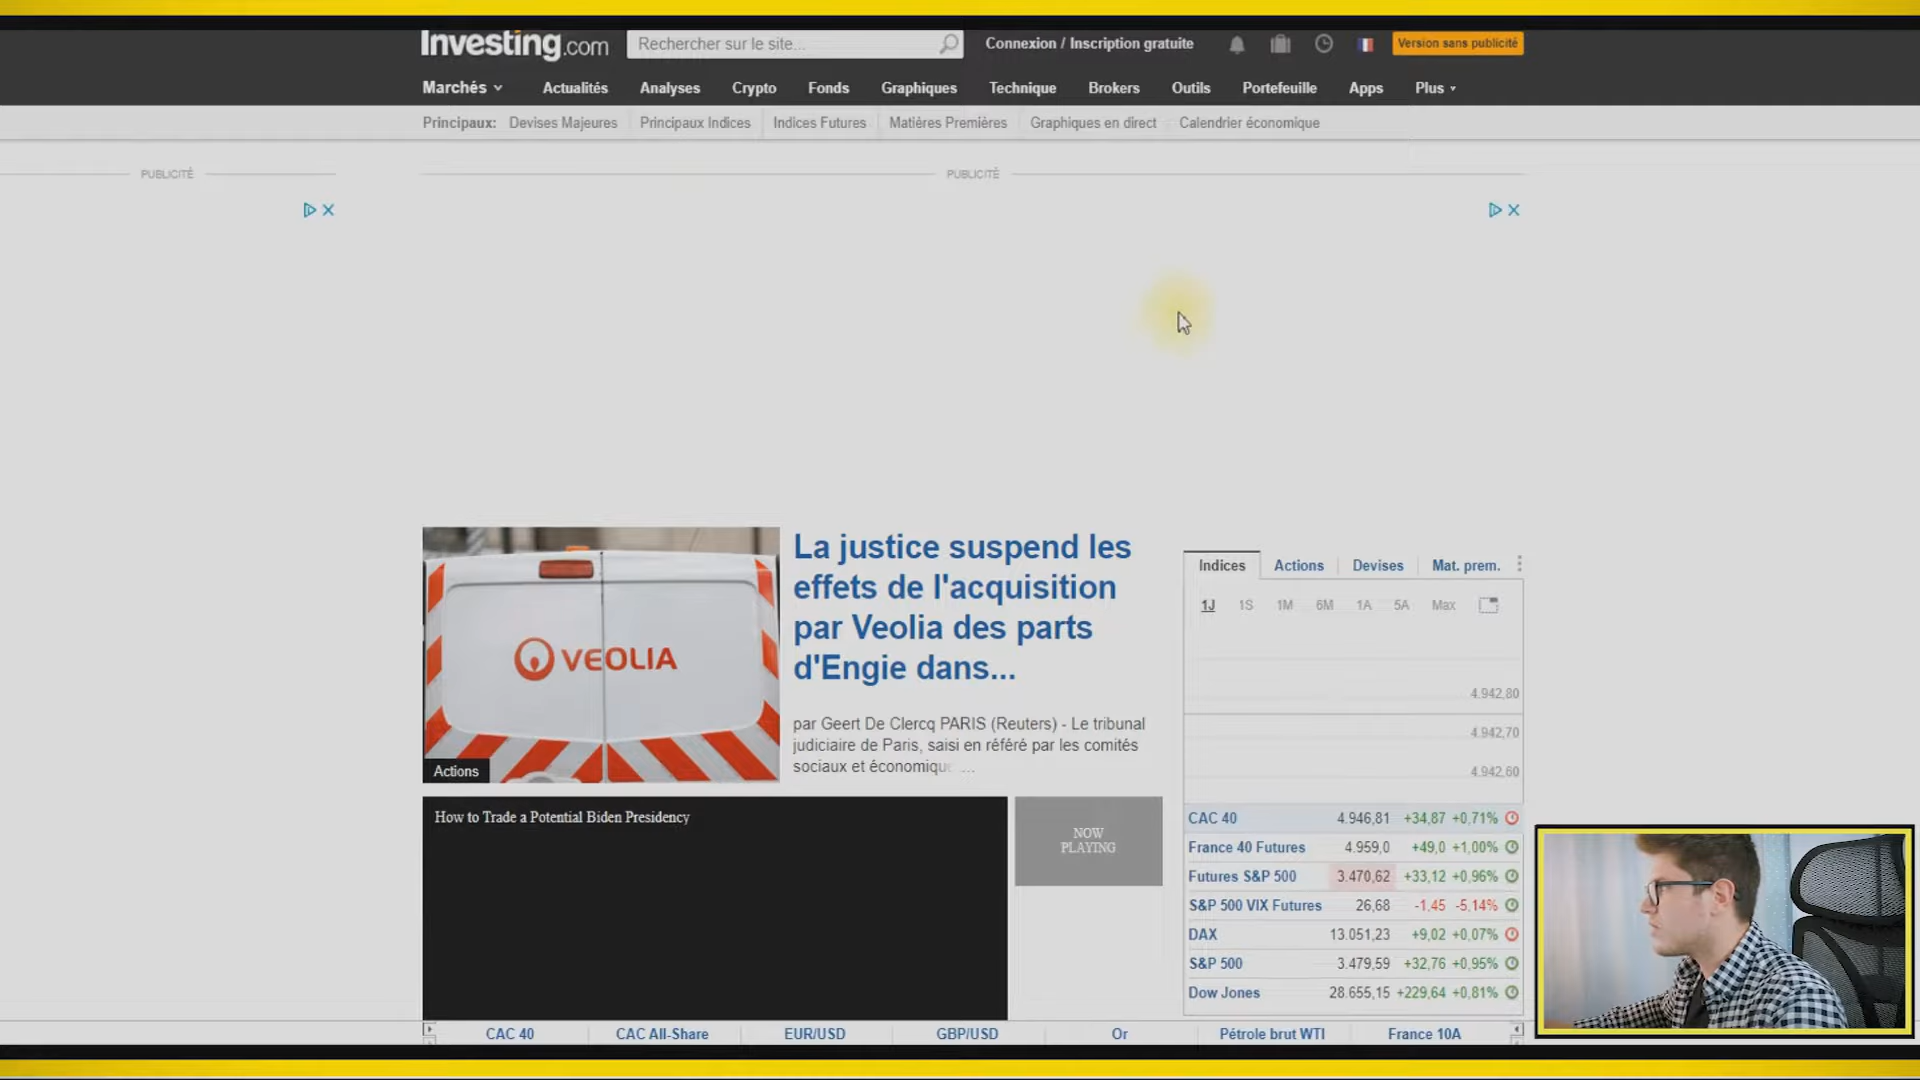 Investing.com
Rechercher sur le site...
Connexion / Inscription gratuite
Version sans publicité
Marchés Actualités Analyses Crypto Fonds Graphiques Technique Brokers Outils Portefeuille Apps Plus
Principaux: Devises Majeures Principaux Indices Indices Futures Matières Premières Graphiques en direct Calendrier économique
PUBLICITÉ
PUBLICITÉ
VEOLIA
Actions
La justice suspend les
effets de l'acquisition
par Veolia des parts
d'Engie dans...
par Geert De Clercq PARIS (Reuters) - Le tribunal
judiciaire de Paris, saisi en référé par les comités
sociaux et économiqu ...
How to Trade a Potential Biden Presidency
NOW
PLAYING
Indices Actions Devises Mat. prem.
1J 1S 1M 6M 1A 5A Max
4.942,80
4.942,70
4.942,60
CAC 40 4.946,81 +34,87 +0,71%
France 40 Futures 4.959,0 +49,0 +1,00%
Futures S&P 500 3.470,62 +33,12 +0,96%
S&P 500 VIX Futures 26,68 -1,45 -5,14%
DAX 13.051,23 +9,02 +0,07%
S&P 500 3.479,59 +32,76 +0,95%
Dow Jones 28.655,15 +229,64 +0,81%
CAC 40 CAC All-Share EUR/USD GBP/USD Or Pétrole brut WTI France 10A